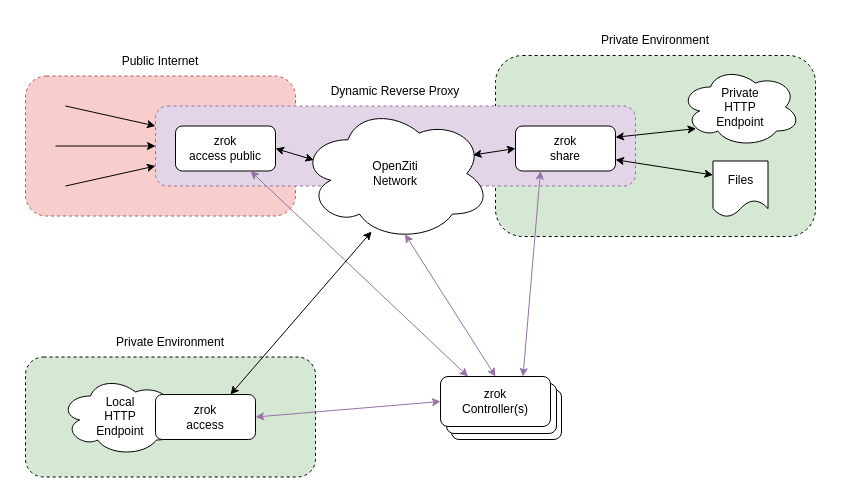 Private Environment
Public Internet
Dynamic Reverse Proxy
Private
HTTP
Endpoint
zrok
access public
OpenZiti
Network
zrok
share
Files
Private Environment
Local
HTTP
Endpoint
zrok
access
zrok
Controller(s)